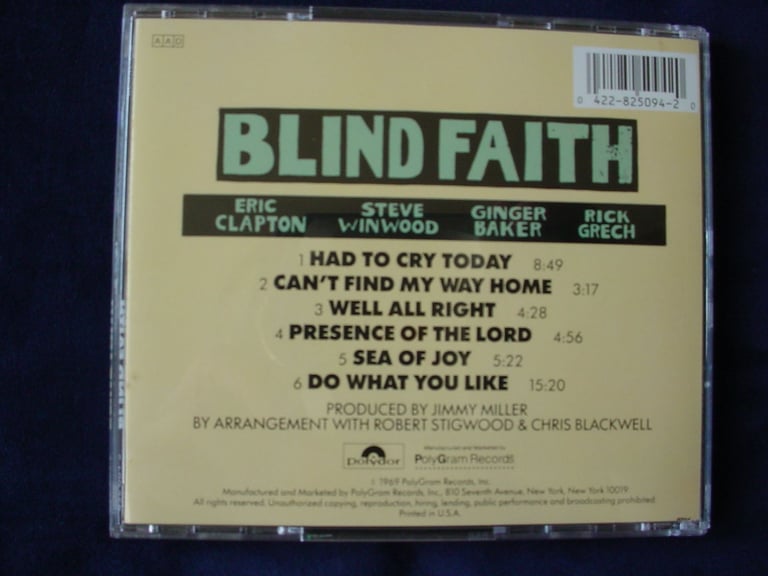 AAD
0 422-825094-2 0
BLIND FAITH
ERIC CLAPTON STEVE WINWOOD GINGER BAKER RICK GRECH
1 HAD TO CRY TODAY 8:49
2 CAN'T FIND MY WAY HOME 3:17
3 WELL ALL RIGHT 4:28
4 PRESENCE OF THE LORD 4:56
5 SEA OF JOY 5:22
6 DO WHAT YOU LIKE 15:20
PRODUCED BY JIMMY MILLER
BY ARRANGEMENT WITH ROBERT STIGWOOD & CHRIS BLACKWELL
polydor
Manufactured and Marketed by
PolyGram Records
1969 PolyGram Records, Inc.
Manufactured and Marketed by PolyGram Records, Inc., 810 Seventh Avenue, New York, New York 10019.
All rights reserved. Unauthorized copying, reproduction, hiring, lending, public performance and broadcasting prohibited.
Printed in U.S.A.